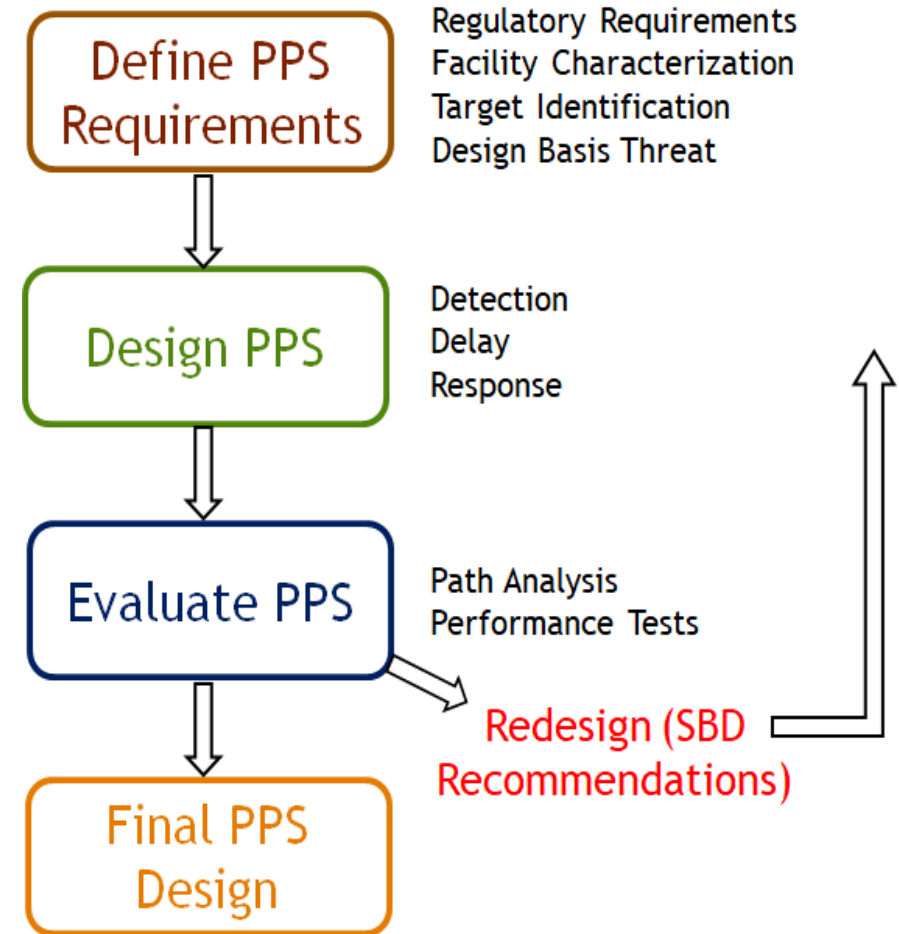 Define PPS
Requirements
Regulatory Requirements
Facility Characterization
Target Identification
Design Basis Threat
Design PPS
Detection
Delay
Response
Evaluate PPS
Path Analysis
Performance Tests
Redesign (SBD
Recommendations)
Final PPS
Design